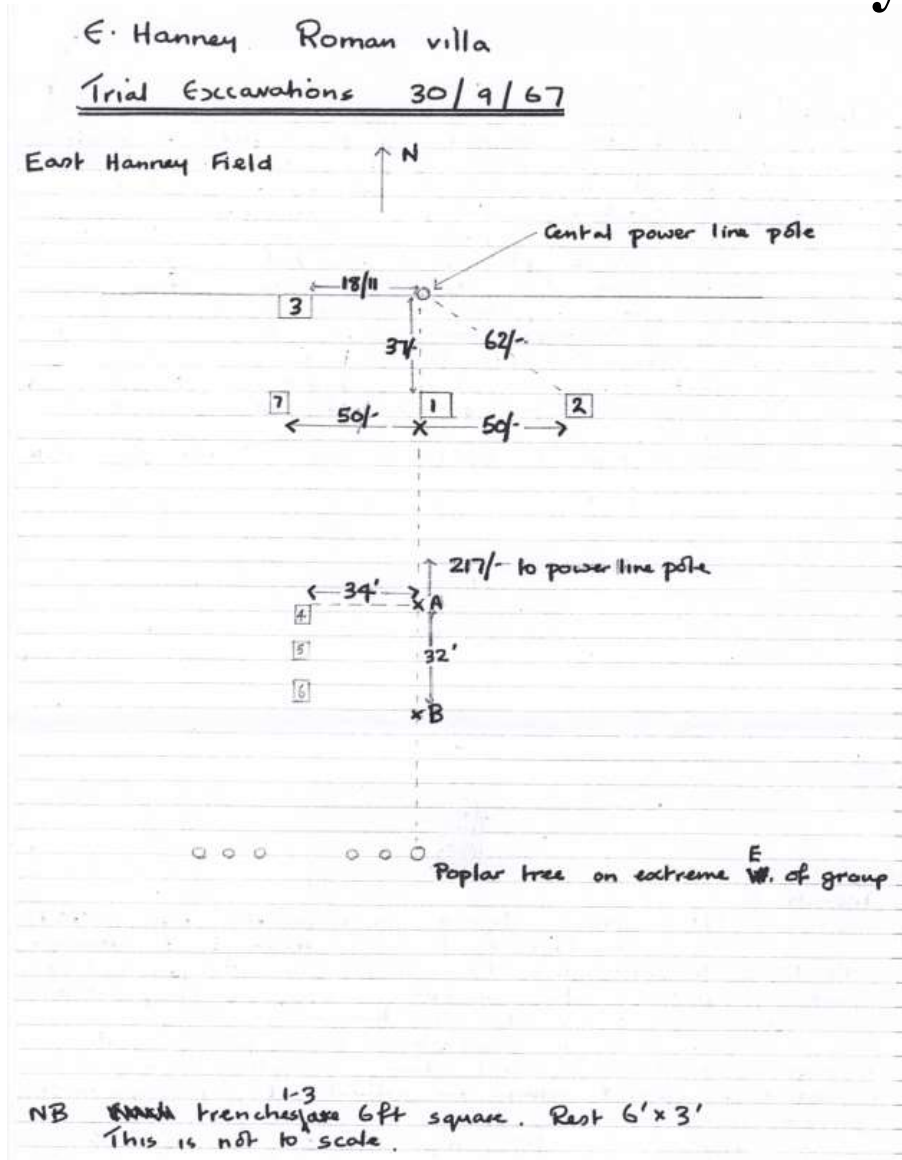 E. Hanney Roman villa
Trial Excavations 30/9/67
East Hanney Field
N
Central power line pole
18/11
3
37/-
62/-
7
1
2
50/-
50/-
217/- to power line pole
34'
A
4
5
32'
6
B
E
Poplar tree on extreme W. of group
1-3
NB trenches are 6ft square. Rest 6' x 3'
This is not to scale.